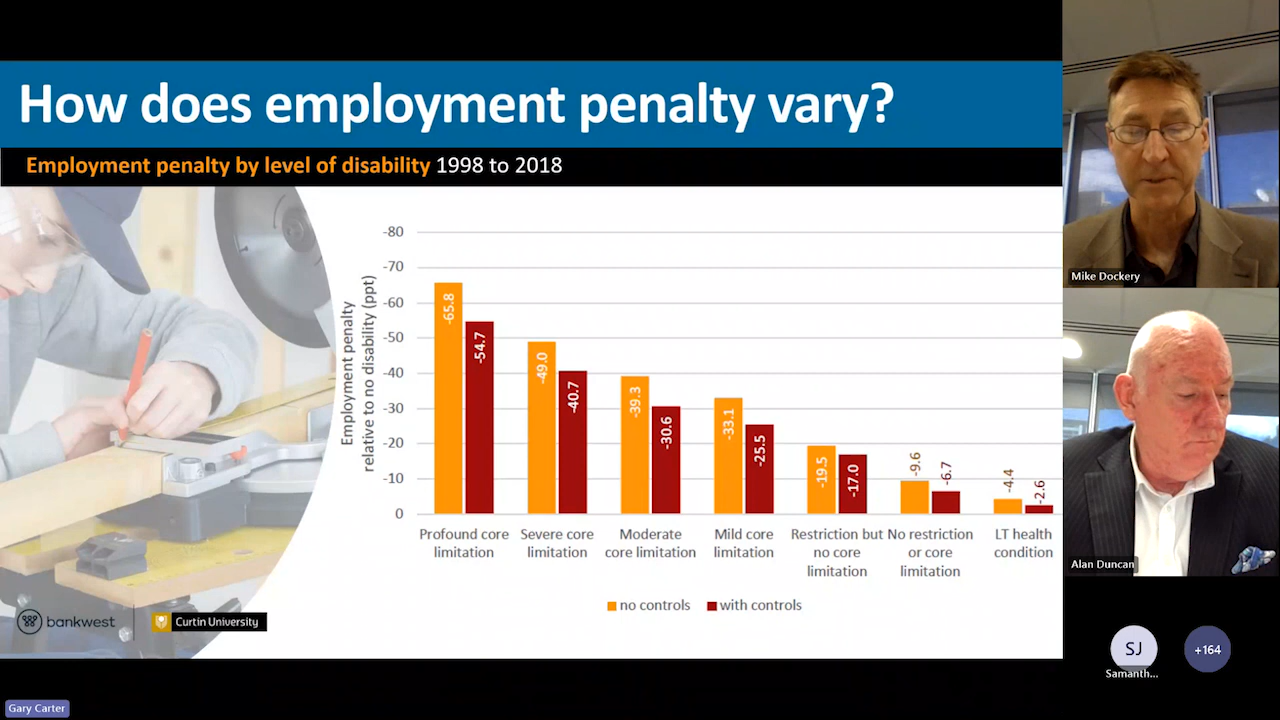 How does employment penalty vary?
Employment penalty by level of disability 1998 to 2018
Employment penalty
relative to no disability (ppt)
-80
-70
-60
-50
-40
-30
-20
-10
0
-65.8
-54.7
-49.0
-40.7
-39.3
-30.6
-33.1
-25.5
-19.5
-17.0
-9.6
-6.7
-4.4
-2.6
Profound core
limitation
Severe core
limitation
Moderate
core limitation
Mild core
limitation
Restriction but
no core
limitation
No restriction
or core
limitation
LT health
condition
no controls
with controls
bankwest
Curtin University
Mike Dockery
Alan Duncan
SJ
Samanth...
+164
Gary Carter